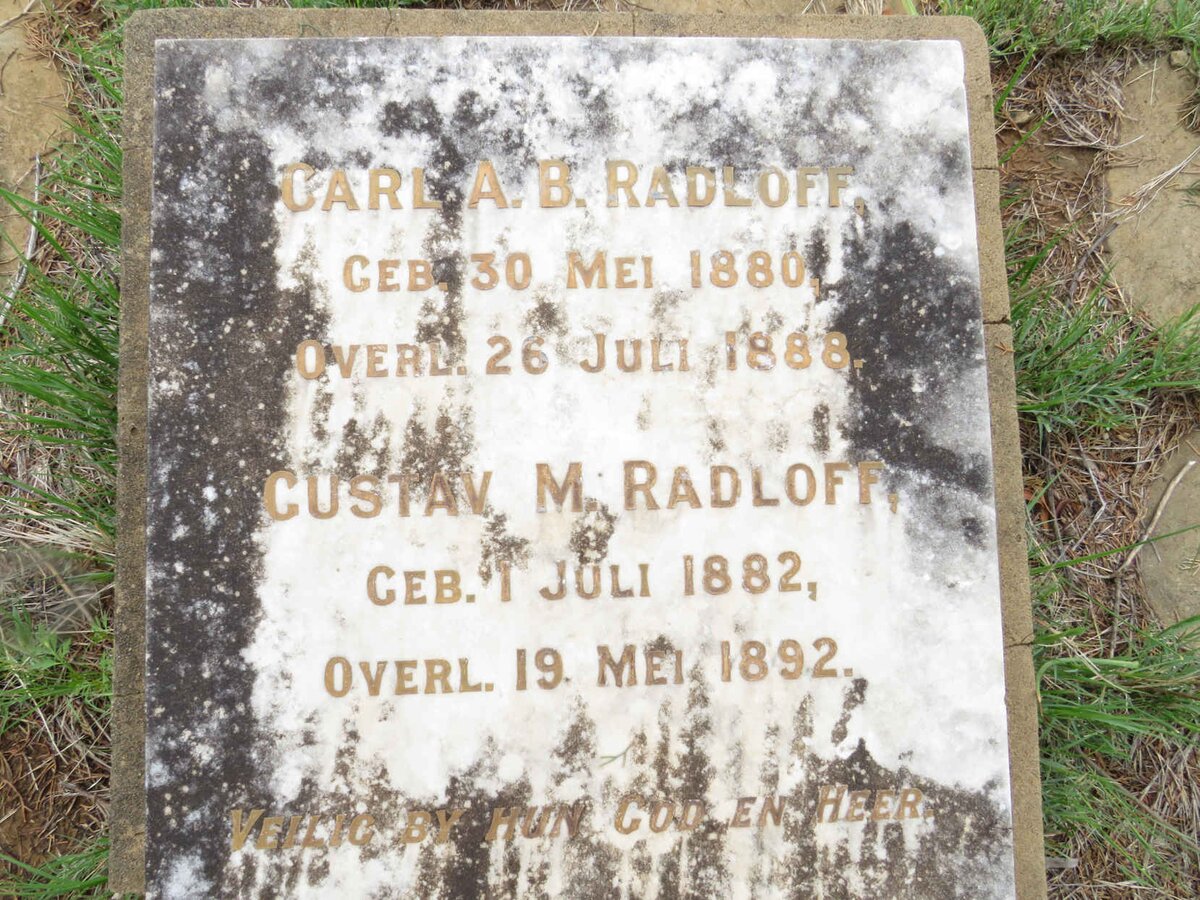 CARL A. B. RADLOFF,
GEB. 30 MEI 1880,
OVERL. 26 JULI 1888.
GUSTAV M. RADLOFF,
GEB. 1 JULI 1882,
OVERL. 19 MEI 1892.
VEILIG BY HUN GOD EN HEER.